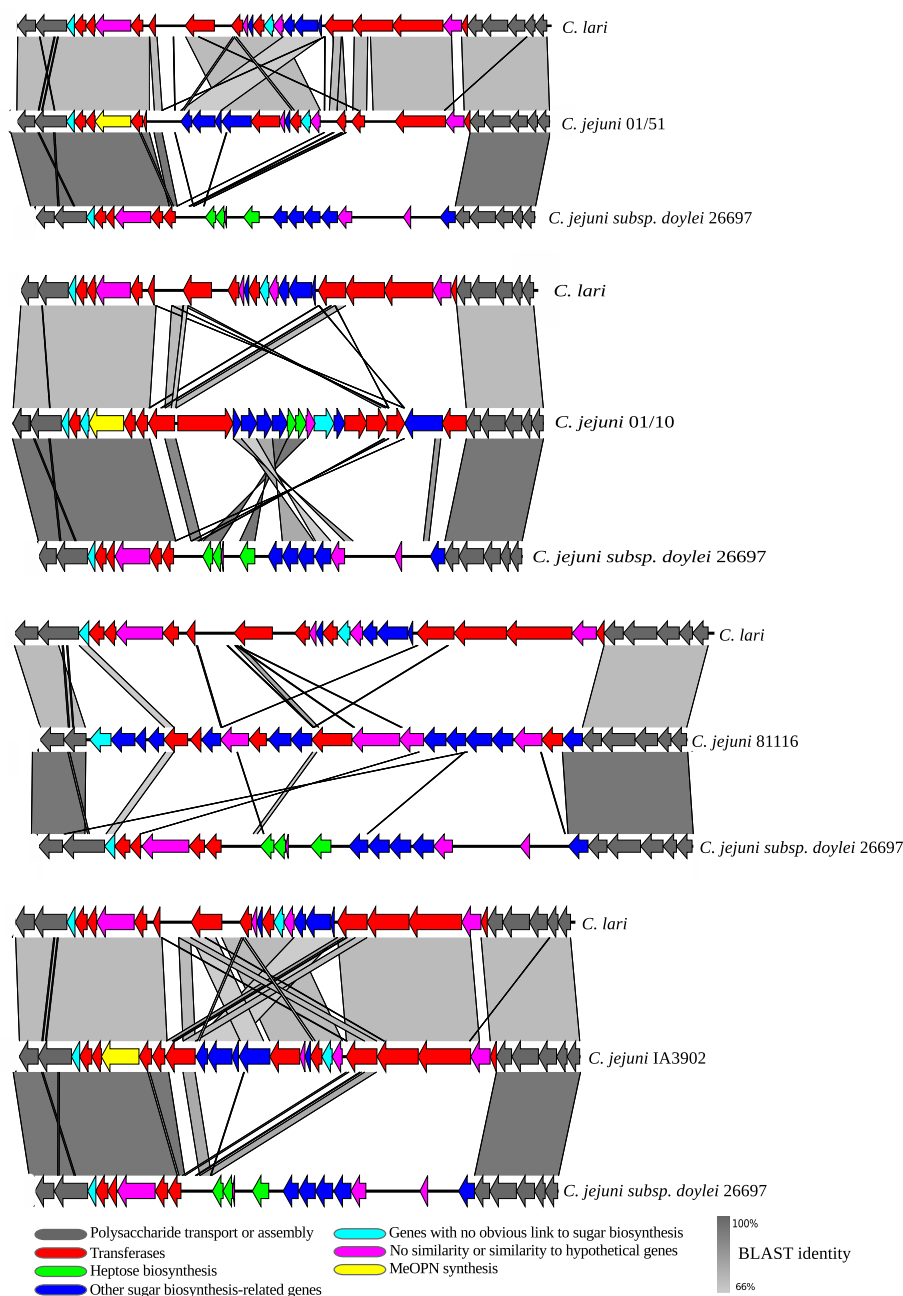 C. lari
C. jejuni 01/51
C. jejuni subsp. doylei 26697
C. lari
C. jejuni 01/10
C. jejuni subsp. doylei 26697
C. lari
C. jejuni 81116
C. jejuni subsp. doylei 26697
C. lari
C. jejuni IA3902
C. jejuni subsp. doylei 26697
Polysaccharide transport or assembly
Transferases
Heptose biosynthesis
Other sugar biosynthesis-related genes
Genes with no obvious link to sugar biosynthesis
No similarity or similarity to hypothetical genes
MeOPN synthesis
100%
BLAST identity
66%